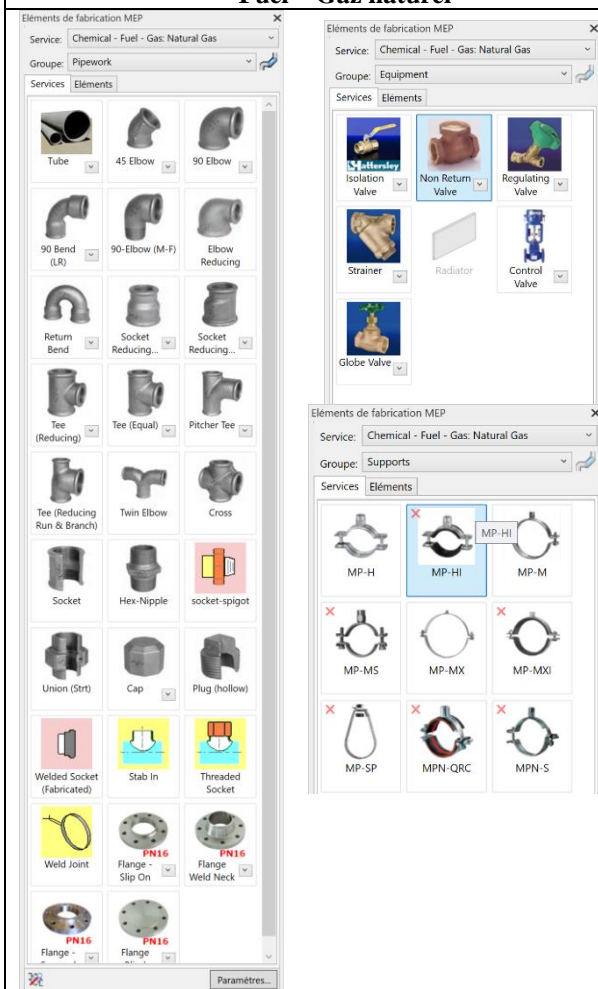 Fuel - Gaz naturel
Eléments de fabrication MEP
Service: Chemical - Fuel - Gas: Natural Gas
Groupe: Pipework
Services Eléments
Tube
45 Elbow
90 Elbow
90 Bend
(LR)
90-Elbow (M-F)
Elbow
Reducing
Return
Bend
Socket
Reducing...
Socket
Reducing...
Tee
(Reducing)
Tee (Equal)
Pitcher Tee
Tee (Reducing
Run & Branch)
Twin Elbow
Cross
Socket
Hex-Nipple
socket-spigot
Union (Strt)
Cap
Plug (hollow)
Welded Socket
(Fabricated)
Stab In
Threaded
Socket
Weld Joint
PN16
Flange -
Slip On
PN16
Flange
Weld Neck
PN16
Flange -
PN16
Flange
Paramètres...
Eléments de fabrication MEP
Service: Chemical - Fuel - Gas: Natural Gas
Groupe: Equipment
Services Eléments
Hattersley
Isolation
Valve
Non Return
Valve
Regulating
Valve
Strainer
Radiator
Control
Valve
Globe Valve
Eléments de fabrication MEP
Service: Chemical - Fuel - Gas: Natural Gas
Groupe: Supports
Services Eléments
MP-H
MP-HI
MP-HI
MP-M
MP-MS
MP-MX
MP-MXI
MP-SP
MPN-QRC
MPN-S